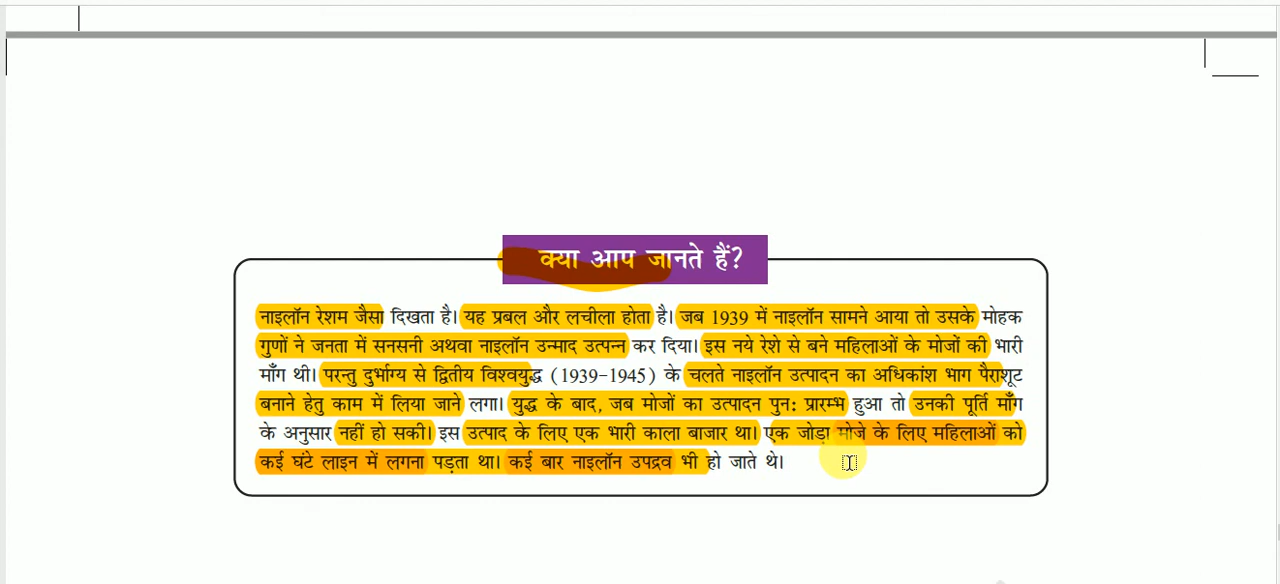 क्या आप जानते हैं?
नाइलॉन रेशम जैसा दिखता है। यह प्रबल और लचीला होता है। जब 1939 में नाइलॉन सामने आया तो उसके मोहक
गुणों ने जनता में सनसनी अथवा नाइलॉन उन्माद उत्पन्न कर दिया। इस नये रेशे से बने महिलाओं के मोजों की भारी
माँग थी। परन्तु दुर्भाग्य से द्वितीय विश्वयुद्ध (1939-1945) के चलते नाइलॉन उत्पादन का अधिकांश भाग पैराशूट
बनाने हेतु काम में लिया जाने लगा। युद्ध के बाद, जब मोजों का उत्पादन पुन: प्रारम्भ हुआ तो उनकी पूर्ति माँग
के अनुसार नहीं हो सकी। इस उत्पाद के लिए एक भारी काला बाजार था। एक जोड़ा मोजे के लिए महिलाओं को
कई घंटे लाइन में लगना पड़ता था। कई बार नाइलॉन उपद्रव भी हो जाते थे।